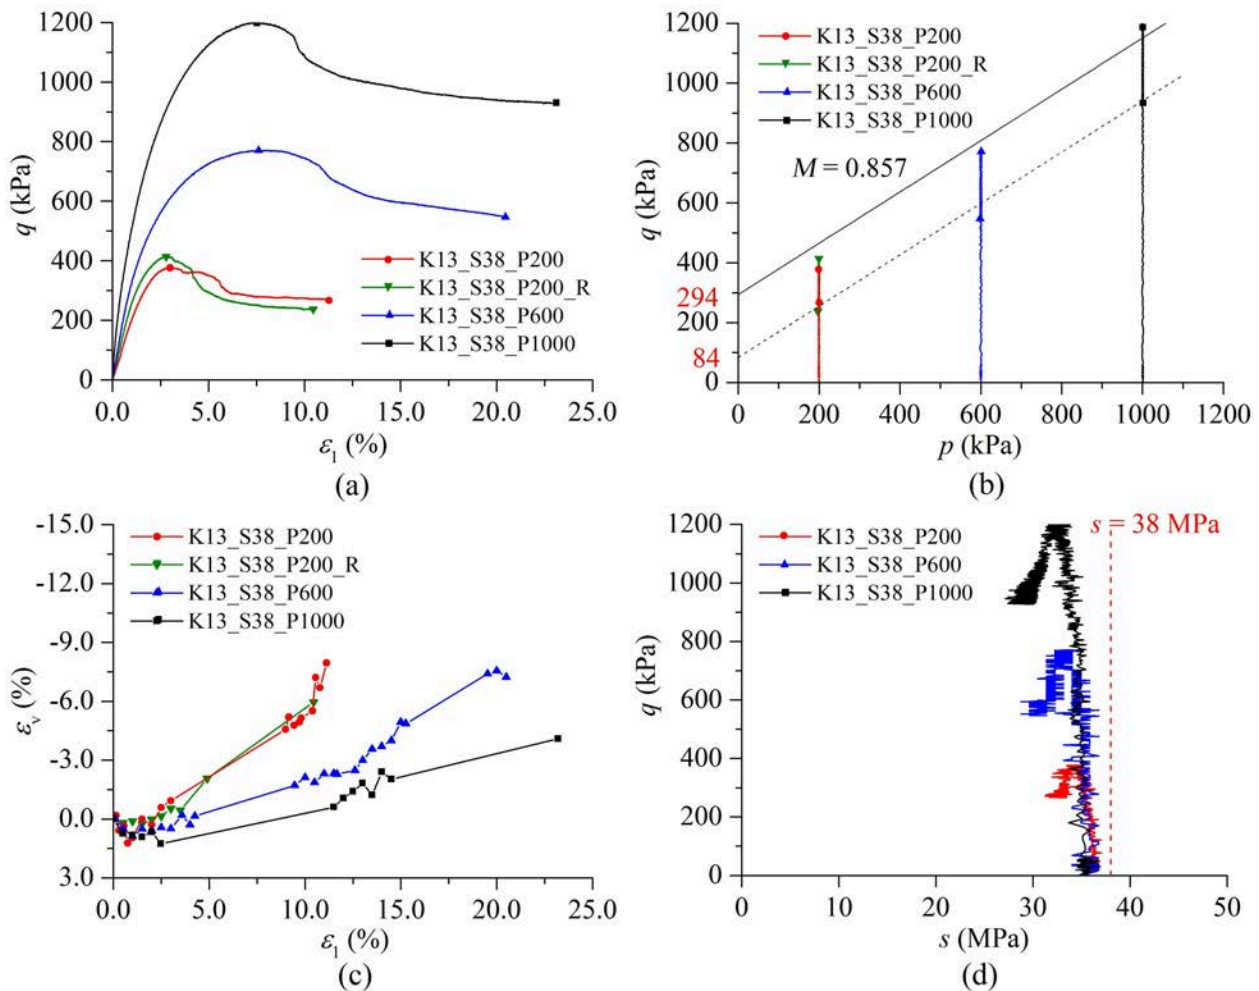 1200
1000
800
600
400
200
0
q (kPa)
K13_S38_P200
K13_S38_P200_R
K13_S38_P600
K13_S38_P1000
0.0 5.0 10.0 15.0 20.0 25.0
ε1 (%)
(a)
1200
1000
800
600
400
294
200
84
0
q (kPa)
K13_S38_P200
K13_S38_P200_R
K13_S38_P600
K13_S38_P1000
M = 0.857
0 200 400 600 800 1000 1200
p (kPa)
(b)
-15.0
-12.0
-9.0
-6.0
-3.0
0.0
3.0
εv (%)
K13_S38_P200
K13_S38_P200_R
K13_S38_P600
K13_S38_P1000
0.0 5.0 10.0 15.0 20.0 25.0
ε1 (%)
(c)
1200
1000
800
600
400
200
0
q (kPa)
s = 38 MPa
K13_S38_P200
K13_S38_P600
K13_S38_P1000
0 10 20 30 40 50
s (MPa)
(d)